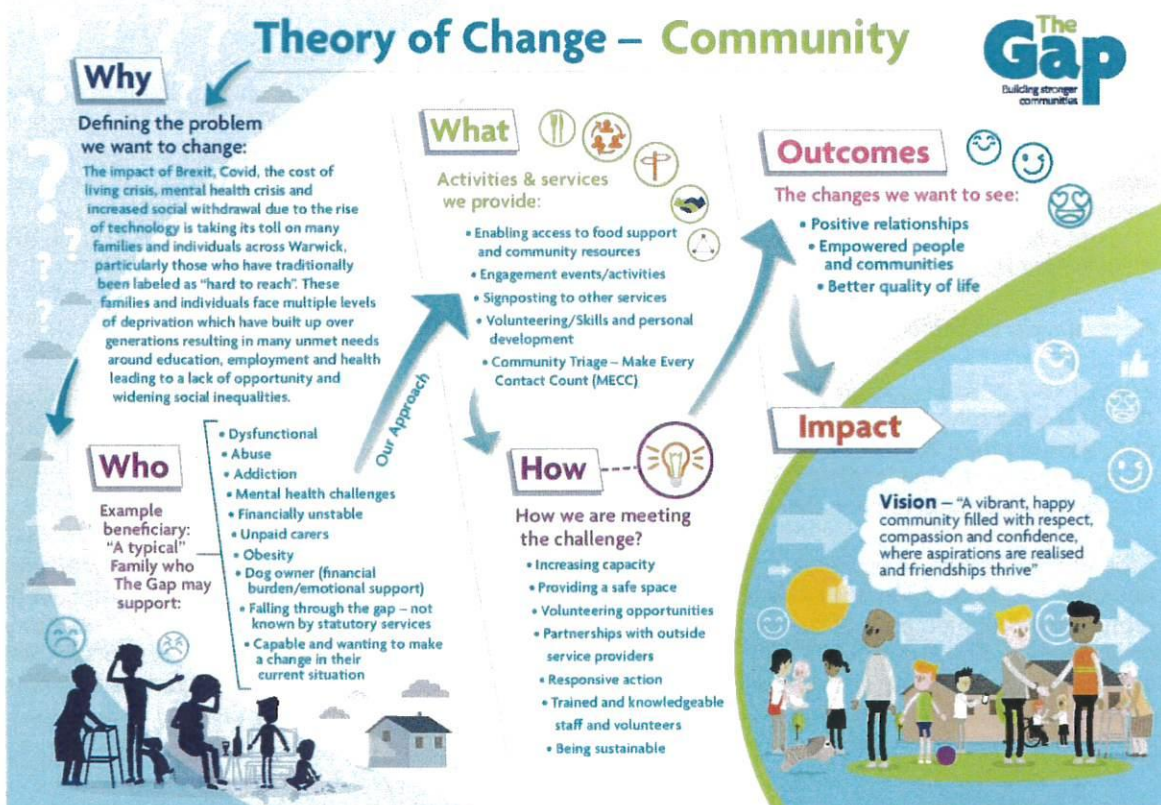 Theory of Change – Community
The
Gap
Building stronger
communities
Why
Defining the problem
we want to change:
The impact of Brexit, Covid, the cost of
living crisis, mental health crisis and
increased social withdrawal due to the rise
of technology is taking its toll on many
families and individuals across Warwick,
particularly those who have traditionally
been labeled as "hard to reach". These
families and individuals face multiple levels
of deprivation which have built up over
generations resulting in many unmet needs
around education, employment and health
leading to a lack of opportunity and
widening social inequalities.
Who
Example
beneficiary:
"A typical"
Family who
The Gap may
support:
• Dysfunctional
• Abuse
• Addiction
• Mental health challenges
• Financially unstable
• Unpaid carers
• Obesity
• Dog owner (financial
burden/emotional support)
• Falling through the gap – not
known by statutory services
• Capable and wanting to make
a change in their
current situation
Our Approach
What
Activities & services
we provide:
• Enabling access to food support
and community resources
• Engagement events/activities
• Signposting to other services
• Volunteering/Skills and personal
development
• Community Triage – Make Every
Contact Count (MECC)
How
How we are meeting
the challenge?
• Increasing capacity
• Providing a safe space
• Volunteering opportunities
• Partnerships with outside
service providers
• Responsive action
• Trained and knowledgeable
staff and volunteers
• Being sustainable
Outcomes
The changes we want to see:
• Positive relationships
• Empowered people
and communities
• Better quality of life
Impact
Vision – "A vibrant, happy
community filled with respect,
compassion and confidence,
where aspirations are realised
and friendships thrive"